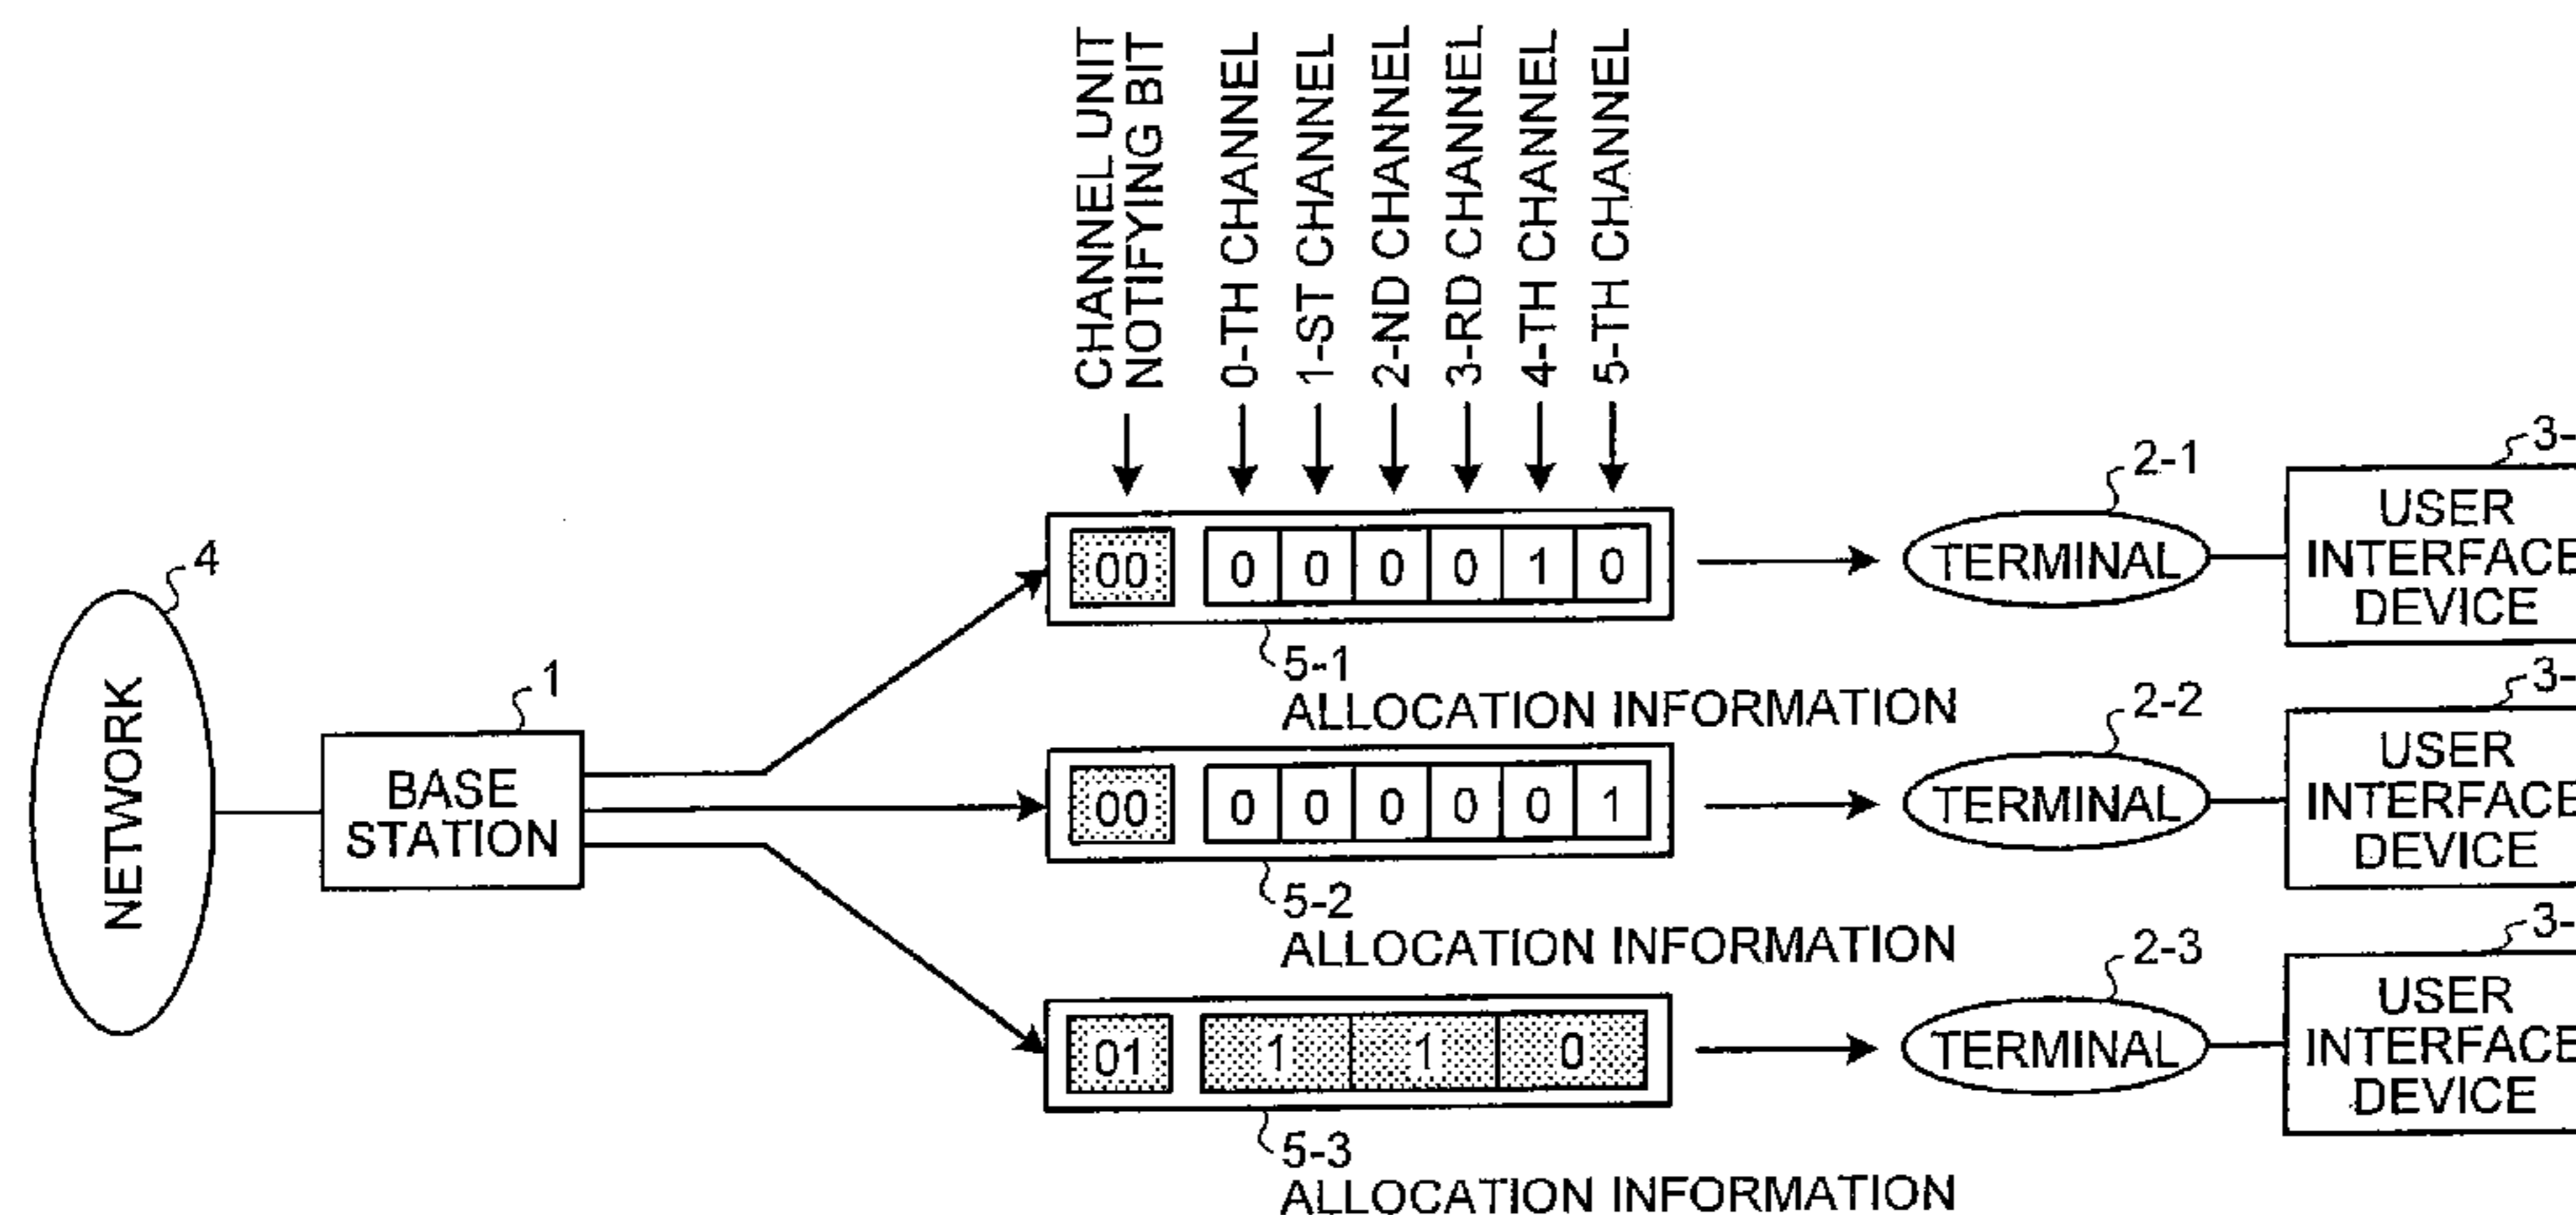 CHANNEL UNIT
NOTIFYING BIT
0-TH CHANNEL
1-ST CHANNEL
2-ND CHANNEL
3-RD CHANNEL
4-TH CHANNEL
5-TH CHANNEL
4
NETWORK
1
BASE
STATION
00 0 0 0 0 1 0
5-1
ALLOCATION INFORMATION
2-1
TERMINAL
3-
USER
INTERFACE
DEVICE
00 0 0 0 0 0 1
5-2
ALLOCATION INFORMATION
2-2
TERMINAL
3-
USER
INTERFACE
DEVICE
01 1 1 0
5-3
ALLOCATION INFORMATION
2-3
TERMINAL
3-
USER
INTERFACE
DEVICE